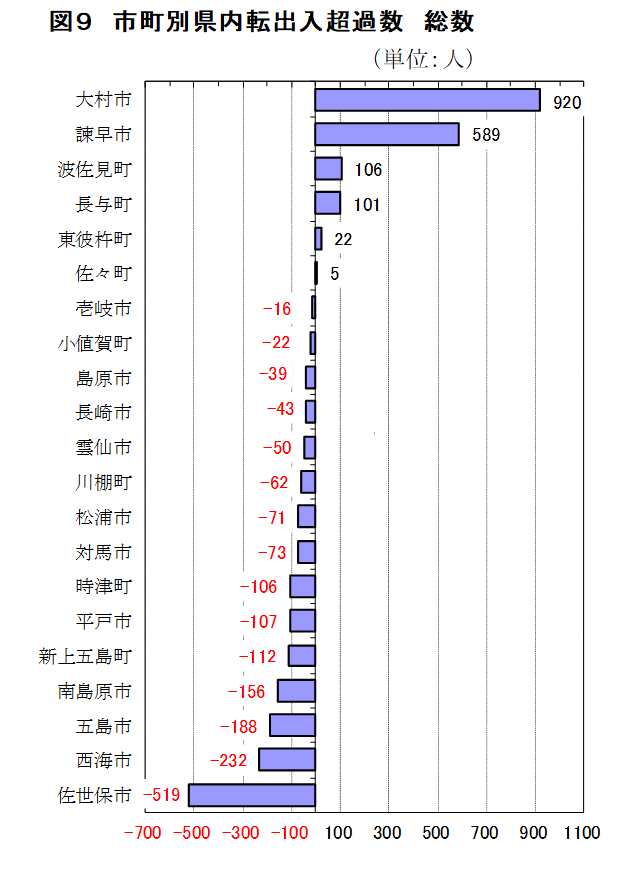 図9 市町別県内転出入超過数 総数
（単位：人）
大村市 920
諫早市 589
波佐見町 106
長与町 101
東彼杵町 22
佐々町 5
壱岐市 -16
小値賀町 -22
島原市 -39
長崎市 -43
雲仙市 -50
川棚町 -62
松浦市 -71
対馬市 -73
時津町 -106
平戸市 -107
新上五島町 -112
南島原市 -156
五島市 -188
西海市 -232
佐世保市 -519
-700 -500 -300 -100 100 300 500 700 900 1100